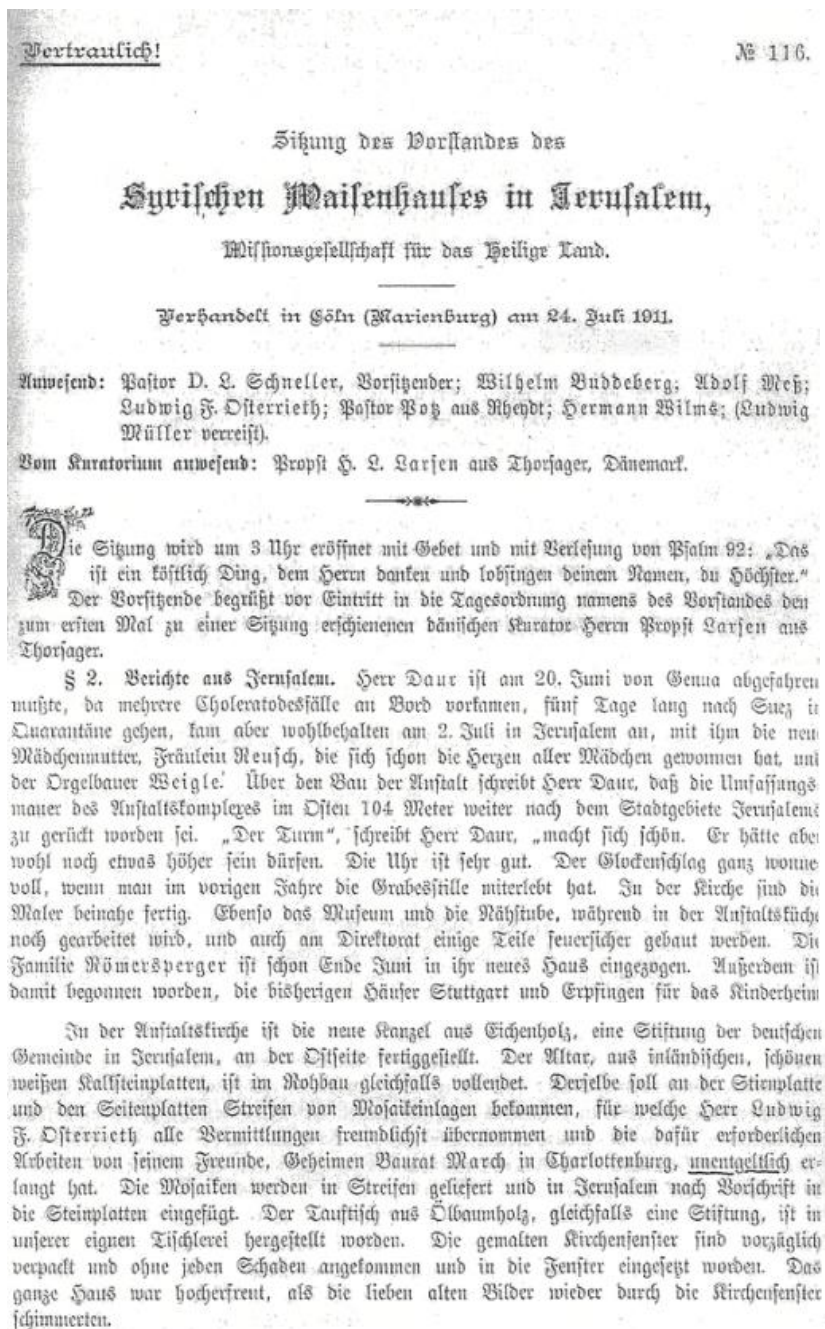 Vertraulich!
№ 116.
Sitzung des Vorstandes des
Syrischen Waisenhauses in Jerusalem,
Missionsgesellschaft für das Heilige Land.
Verhandelt in Cöln (Marienburg) am 24. Juli 1911.
Anwesend: Pastor D. L. Schneller, Vorsitzender; Wilhelm Buddeberg; Adolf Meß;
Ludwig F. Osterrieth; Pastor Potz aus Rheydt; Hermann Wilms; (Ludwig
Müller verreist).
Vom Kuratorium anwesend: Propst H. L. Larsen aus Thorsager, Dänemark.
Die Sitzung wird um 3 Uhr eröffnet mit Gebet und mit Verlesung von Psalm 92: „Das
ist ein köstlich Ding, dem Herrn danken und lobsingen deinem Namen, du Höchster.“
Der Vorsitzende begrüßt vor Eintritt in die Tagesordnung namens des Vorstandes den
zum ersten Mal zu einer Sitzung erschienenen dänischen Kurator Herrn Propst Larsen aus
Thorsager.
§ 2. Berichte aus Jerusalem. Herr Daur ist am 20. Juni von Genua abgefahren
mußte, da mehrere Choleratodesfälle an Bord vorkamen, fünf Tage lang nach Suez i
Quarantäne gehen, kam aber wohlbehalten am 2. Juli in Jerusalem an, mit ihm die neu
Mädchenmutter, Fräulein Reusch, die sich schon die Herzen aller Mädchen gewonnen hat, und
der Orgelbauer Weigle. Über den Bau der Anstalt schreibt Herr Daur, daß die Umfassungs
mauer des Anstaltskomplexes im Osten 104 Meter weiter nach dem Stadtgebiete Jerusalems
zu gerückt worden sei. „Der Turm“, schreibt Herr Daur, „macht sich schön. Er hätte aber
wohl noch etwas höher sein dürfen. Die Uhr ist sehr gut. Der Glockenschlag ganz wonne
voll, wenn man im vorigen Jahre die Grabesstille miterlebt hat. In der Kirche sind die
Maler beinahe fertig. Ebenso das Museum und die Nähstube, während in der Anstaltsküche
noch gearbeitet wird, und auch am Direktorat einige Teile feuersicher gebaut werden. Die
Familie Römersperger ist schon Ende Juni in ihr neues Haus eingezogen. Außerdem ist
damit begonnen worden, die bisherigen Häuser Stuttgart und Erpfingen für das Kinderheim
In der Anstaltskirche ist die neue Kanzel aus Eichenholz, eine Stiftung der deutschen
Gemeinde in Jerusalem, an der Ostseite fertiggestellt. Der Altar, aus inländischen, schönen
weißen Kalksteinplatten, ist im Rohbau gleichfalls vollendet. Derselbe soll an der Stirnplatte
und den Seitenplatten Streifen von Mosaikeinlagen bekommen, für welche Herr Ludwig
F. Osterrieth alle Vermittlungen freundlichst übernommen und die dafür erforderlichen
Arbeiten von seinem Freunde, Geheimen Baurat March in Charlottenburg, unentgeltlich er-
langt hat. Die Mosaiken werden in Streifen geliefert und in Jerusalem nach Vorschrift in
die Steinplatten eingefügt. Der Tauftisch aus Ölbaumholz, gleichfalls eine Stiftung, ist in
unserer eignen Tischlerei hergestellt worden. Die gemalten Kirchenfenster sind vorzüglich
verpackt und ohne jeden Schaden angekommen und in die Fenster eingesetzt worden. Das
ganze Haus war hocherfreut, als die lieben alten Bilder wieder durch die Kirchenfenster
schimmerten.